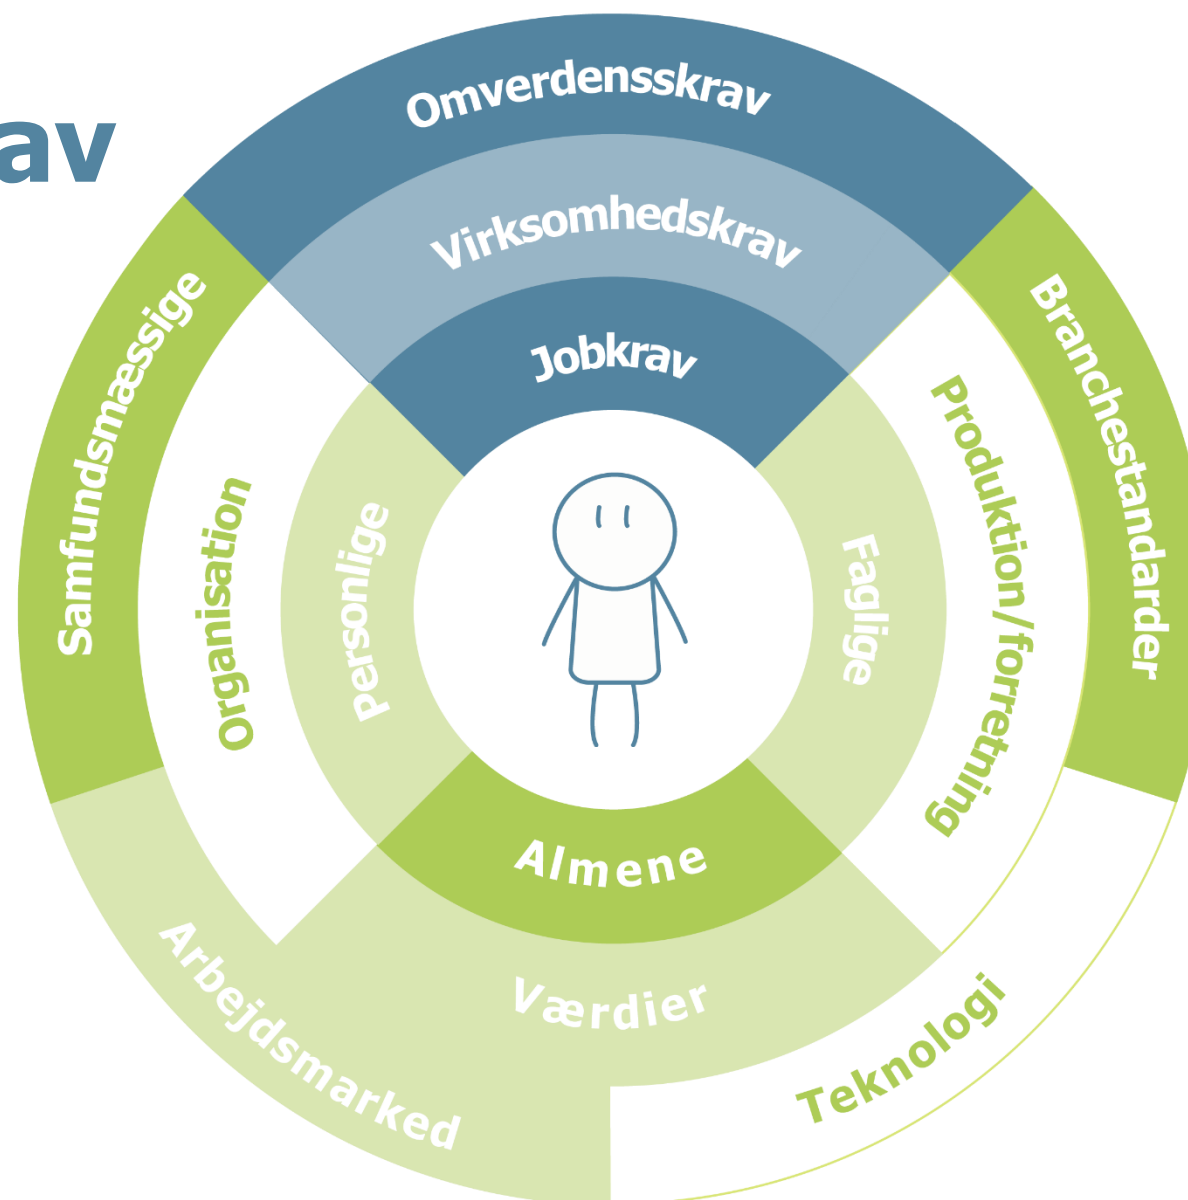 av
Omverdensskrav
Virksomhedskrav
Jobkrav
Samfundsmæssige
Organisation
Personlige
Faglige
Produktion/forretning
Branchestandarder
Almene
Værdier
Arbejdsmarked
Teknologi